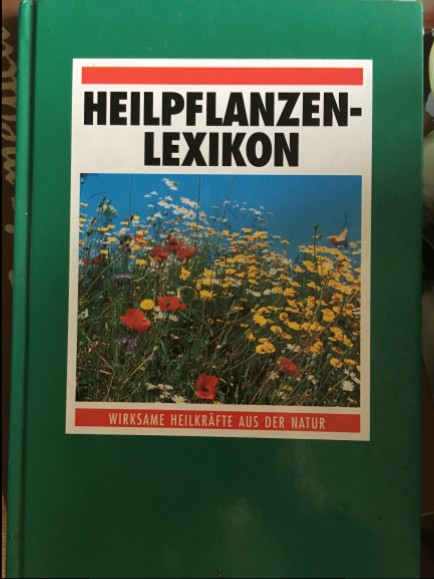 HEILPFLANZEN-
LEXIKON
WIRKSAME HEILKRÄFTE AUS DER NATUR